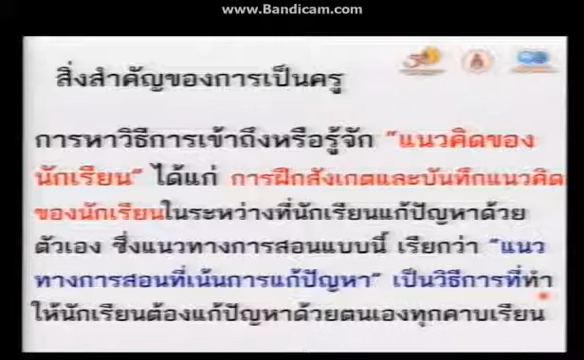 www.Bandicam.com
สิ่งสำคัญของการเป็นครู
การหาวิธีการเข้าถึงหรือรู้จัก "แนวคิดของ
นักเรียน" ได้แก่ การฝึกสังเกตและบันทึกแนวคิด
ของนักเรียนในระหว่างที่นักเรียนแก้ปัญหาด้วย
ตัวเอง ซึ่งแนวทางการสอนแบบนี้ เรียกว่า "แนว
ทางการสอนที่เน้นการแก้ปัญหา" เป็นวิธีการที่ทำ
ให้นักเรียนต้องแก้ปัญหาด้วยตนเองทุกคาบเรียน